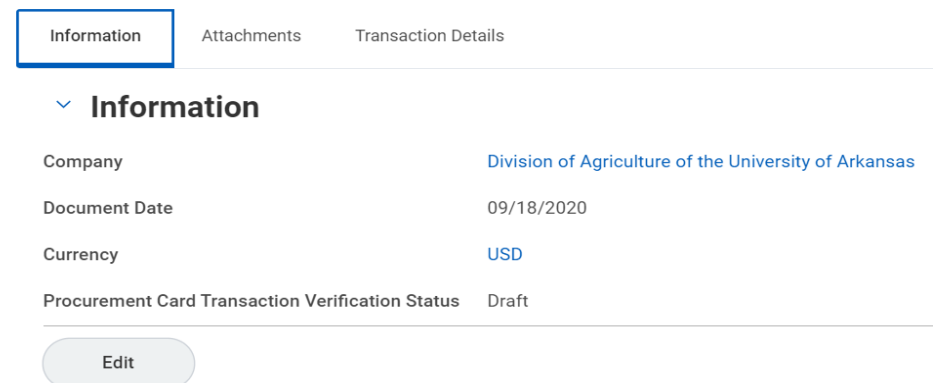 Information Attachments Transaction Details
Information
Company Division of Agriculture of the University of Arkansas
Document Date 09/18/2020
Currency USD
Procurement Card Transaction Verification Status Draft
Edit